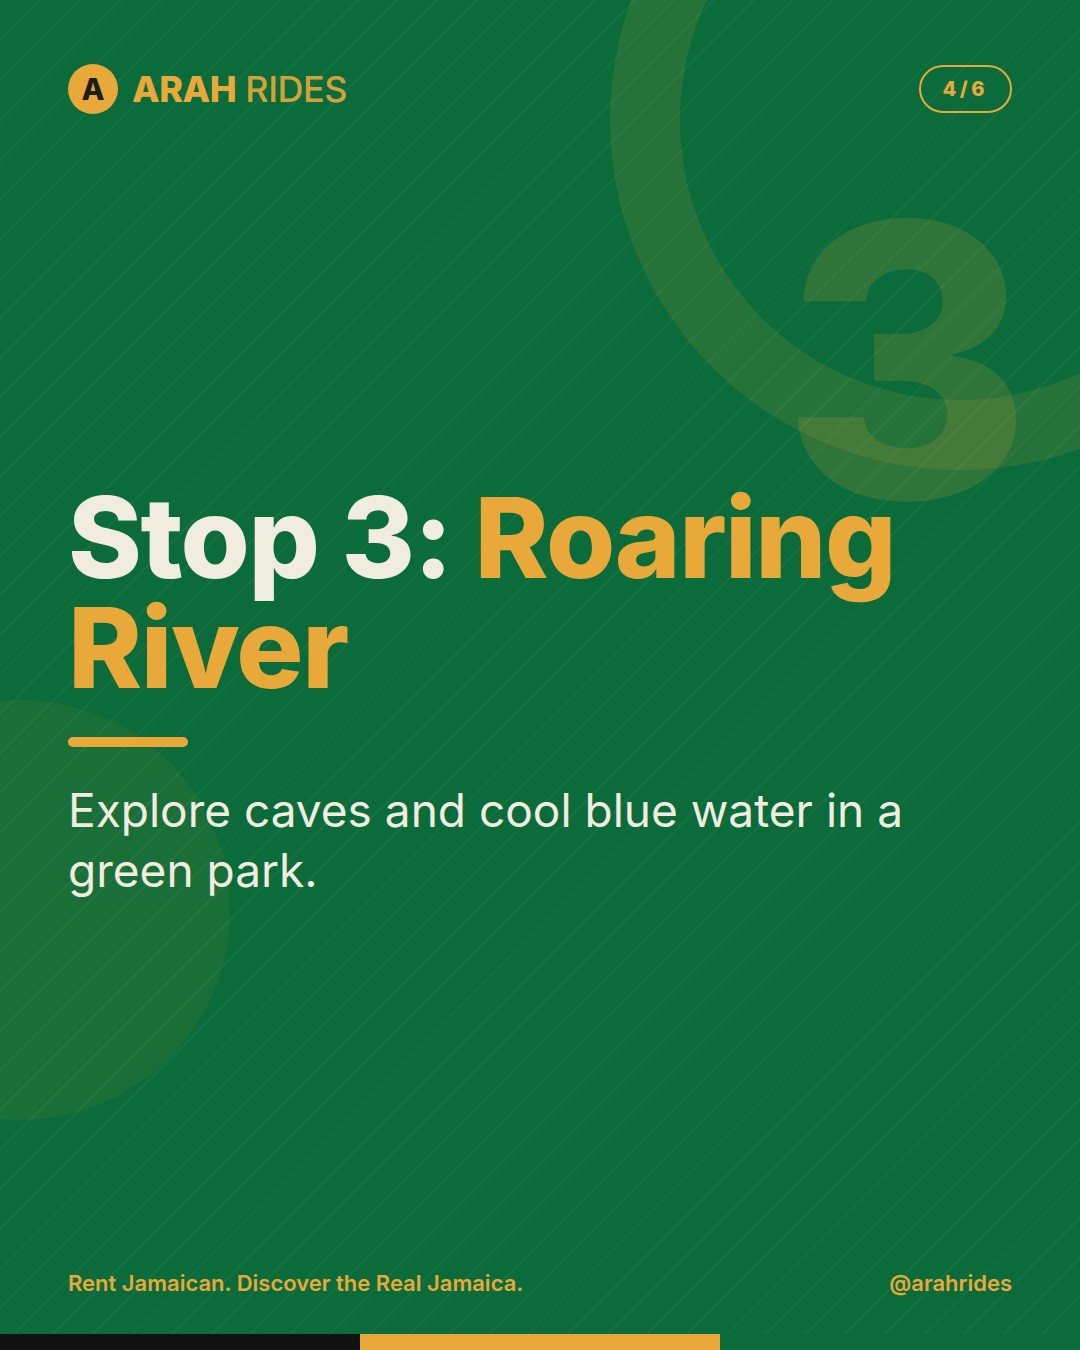 A ARAH RIDES
4/6
3
Stop 3: Roaring
River
Explore caves and cool blue water in a
green park.
Rent Jamaican. Discover the Real Jamaica.
@arahrides